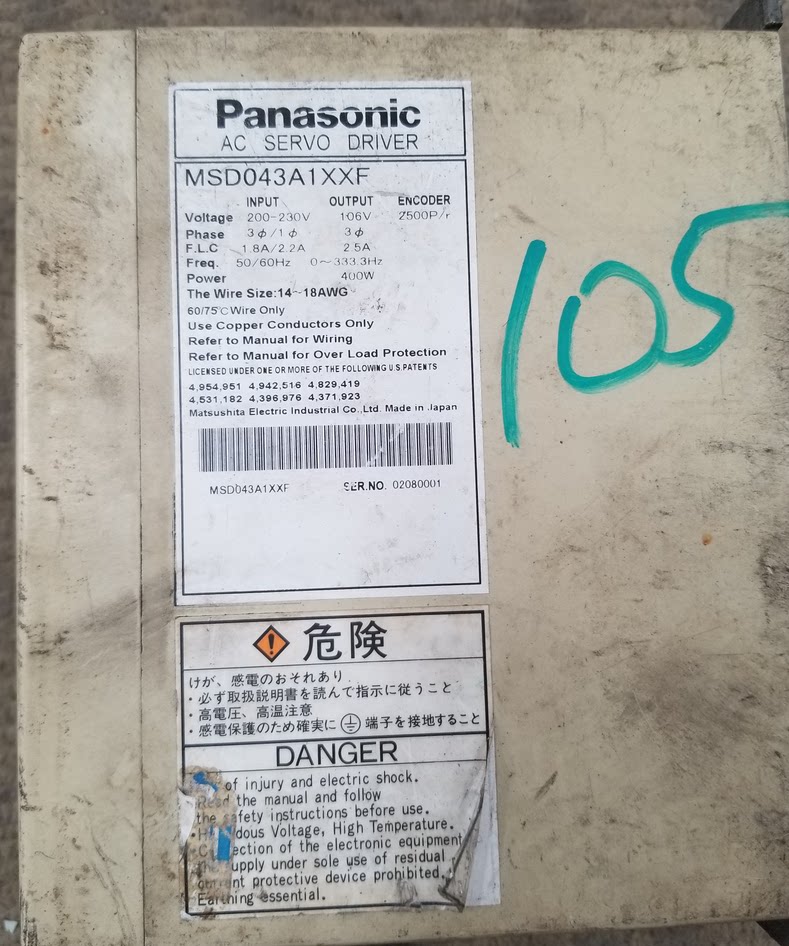 Panasonic
AC SERVO DRIVER
MSD043A1XXF
INPUT OUTPUT ENCODER
Voltage 200-230V 106V 2500P/r
Phase 3φ/1φ 3φ
F.L.C 1.8A/2.2A 2.5A
Freq. 50/60Hz 0~333.3Hz
Power 400W
The Wire Size:14~18AWG
60/75℃ Wire Only
Use Copper Conductors Only
Refer to Manual for Wiring
Refer to Manual for Over Load Protection
LICENSED UNDER ONE OR MORE OF THE FOLLOWING U.S.PATENTS
4,954,951 4,942,516 4,829,419
4,531,182 4,396,976 4,371,923
Matsushita Electric Industrial Co.,Ltd. Made in Japan
MSD043A1XXF SER.NO. 02080001
105
危険
けが、感電のおそれあり
・必ず取扱説明書を読んで指示に従うこと
・高電圧、高温注意
・感電保護のため確実に 端子を接地すること
DANGER
of injury and electric shock.
Read the manual and follow
the safety instructions before use.
dous Voltage, High Temperature.
ection of the electronic equipment
upply under sole use of residual
protective device prohibited.
Earthing essential.